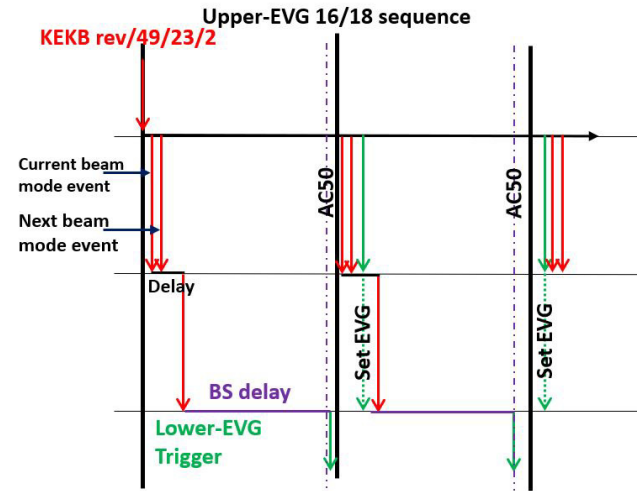 Upper-EVG 16/18 sequence
KEKB rev/49/23/2
Current beam
mode event
Next beam
mode event
AC50
AC50
Delay
Set EVG
Set EVG
BS delay
Lower-EVG
Trigger